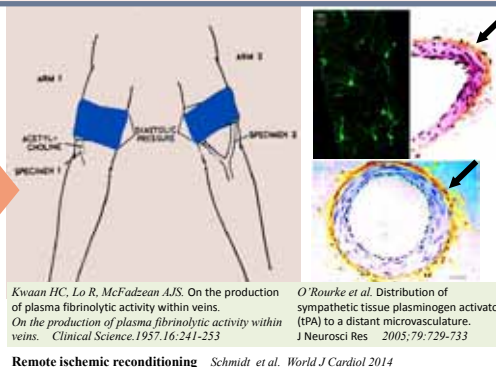 ARM 1
ARM 2
ACETYL-
CHOLINE
DIASTOLIC
PRESSURE
SPECIMEN 1
SPECIMEN 2
Kwaan HC, Lo R, McFadzean AJS. On the production
of plasma fibrinolytic activity within veins.
On the production of plasma fibrinolytic activity within
veins. Clinical Science.1957.16:241-253
O'Rourke et al. Distribution of
sympathetic tissue plasminogen activato
(tPA) to a distant microvasculature.
J Neurosci Res 2005;79:729-733
Remote ischemic reconditioning Schmidt et al. World J Cardiol 2014